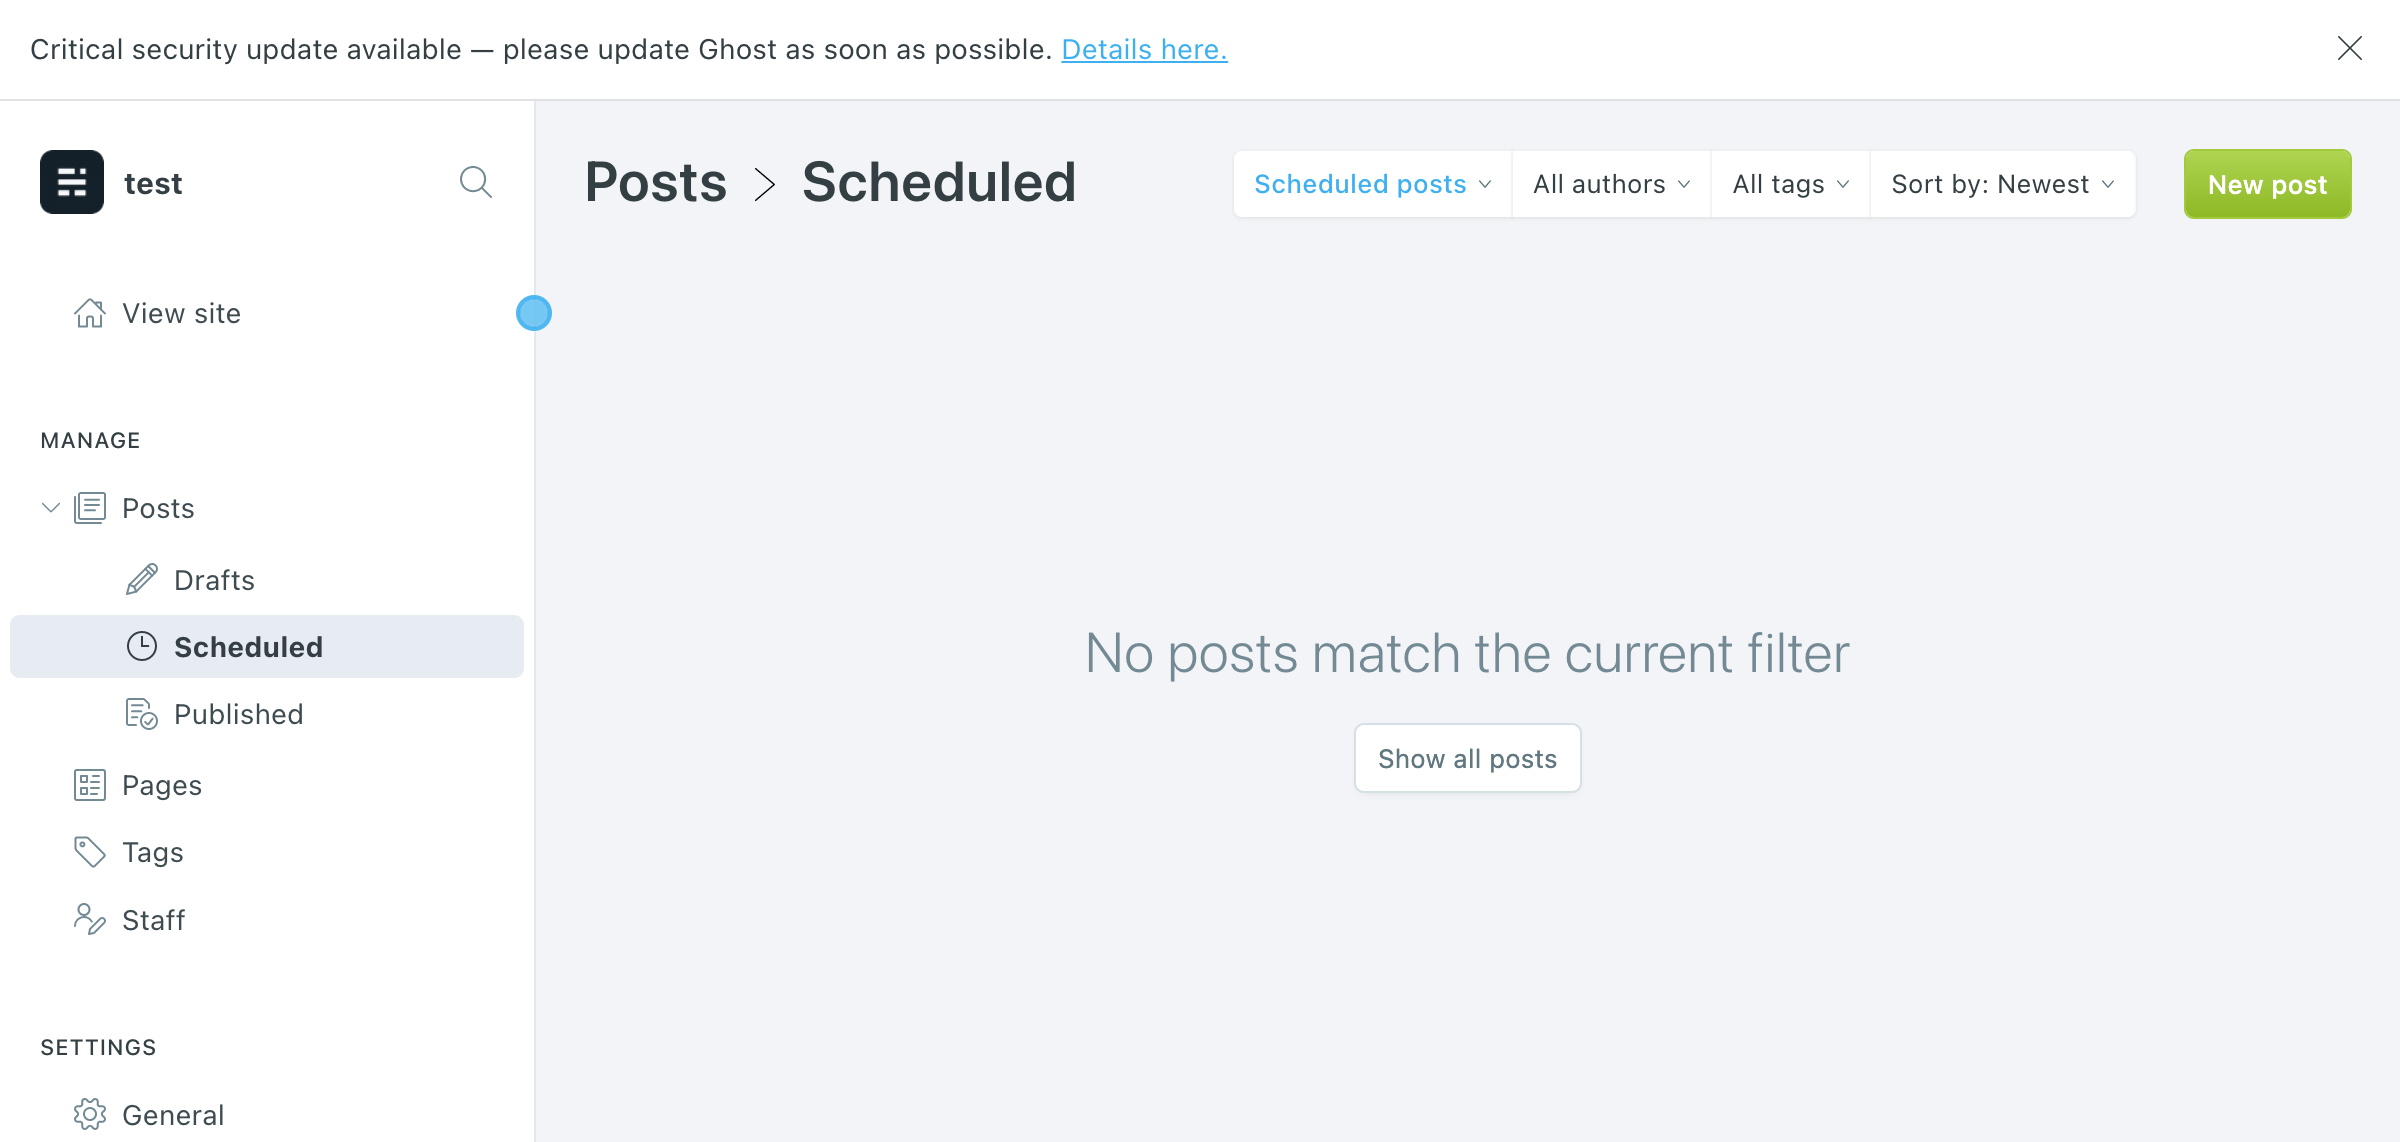 Critical security update available — please update Ghost as soon as possible. Details here.
test
View site
MANAGE
Posts
Drafts
Scheduled
Published
Pages
Tags
Staff
SETTINGS
General
Posts > Scheduled
Scheduled posts
All authors
All tags
Sort by: Newest
New post
No posts match the current filter
Show all posts